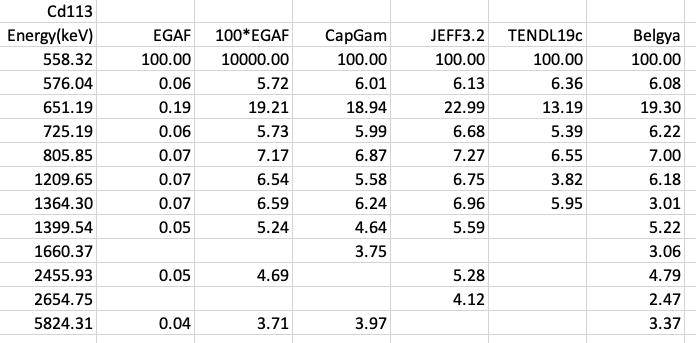 Cd113
Energy(keV) EGAF 100*EGAF CapGam JEFF3.2 TENDL19c Belgya
558.32 100.00 10000.00 100.00 100.00 100.00 100.00
576.04 0.06 5.72 6.01 6.13 6.36 6.08
651.19 0.19 19.21 18.94 22.99 13.19 19.30
725.19 0.06 5.73 5.99 6.68 5.39 6.22
805.85 0.07 7.17 6.87 7.27 6.55 7.00
1209.65 0.07 6.54 5.58 6.75 3.82 6.18
1364.30 0.07 6.59 6.24 6.96 5.95 3.01
1399.54 0.05 5.24 4.64 5.59 5.22
1660.37 3.75 3.06
2455.93 0.05 4.69 5.28 4.79
2654.75 4.12 2.47
5824.31 0.04 3.71 3.97 3.37